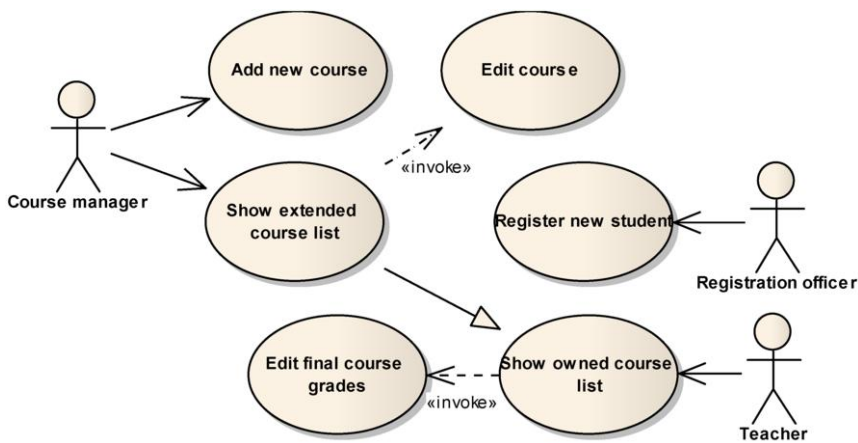 Add new course
Edit course
«invoke»
Course manager
Show extended
course list
Register new student
Registration officer
Edit final course
grades
«invoke»
Show owned course
list
Teacher